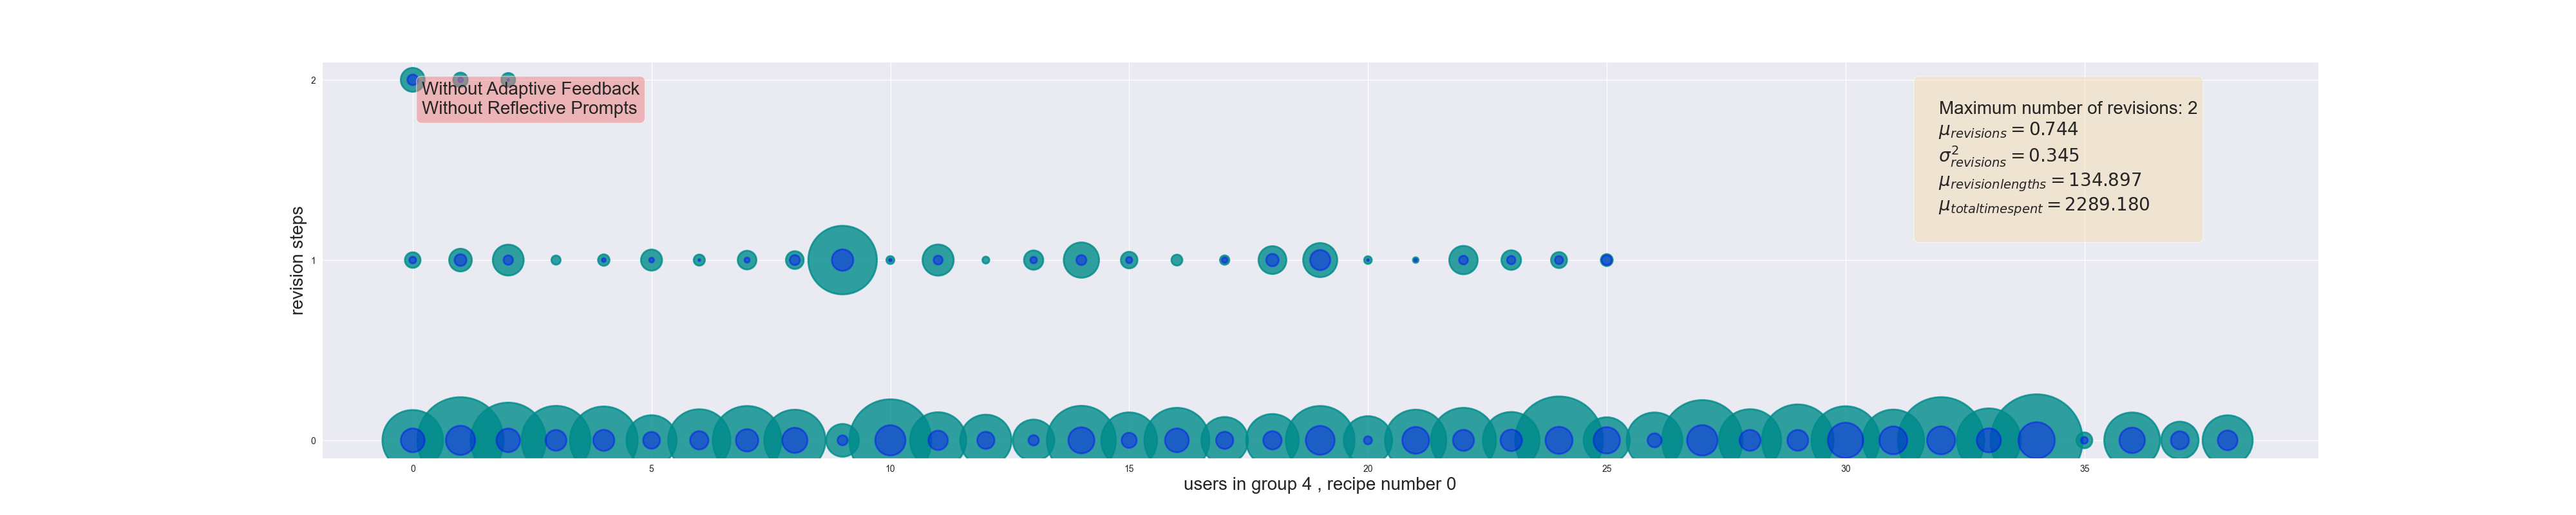 2
Without Adaptive Feedback
Without Reflective Prompts
Maximum number of revisions: 2
μrevisions = 0.744
σ²revisions = 0.345
μrevisionlengths = 134.897
μtotaltimespent = 2289.180
revision steps
1
0
0 5 10 15 20 25 30 35
users in group 4 , recipe number 0